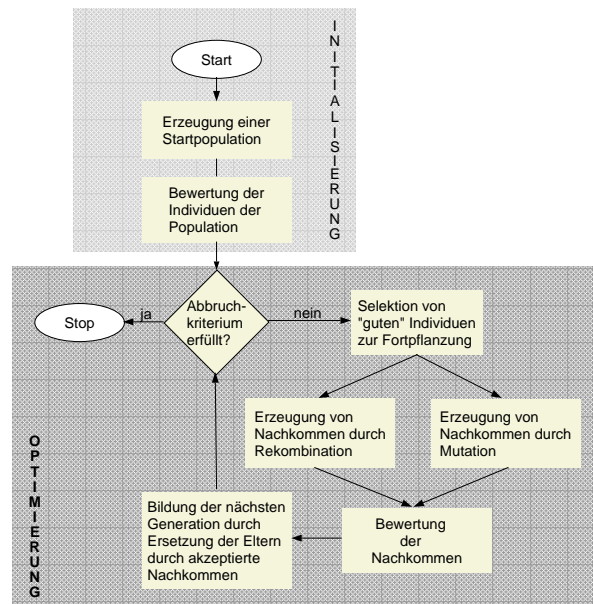 INITIALISIERUNG
Start
Erzeugung einer
Startpopulation
Bewertung der
Individuen der
Population
Abbruch-
kriterium
erfüllt?
ja
Stop
nein
Selektion von
"guten" Individuen
zur Fortpflanzung
Erzeugung von
Nachkommen durch
Rekombination
Erzeugung von
Nachkommen durch
Mutation
Bewertung
der
Nachkommen
Bildung der nächsten
Generation durch
Ersetzung der Eltern
durch akzeptierte
Nachkommen
OPTIMIERUNG